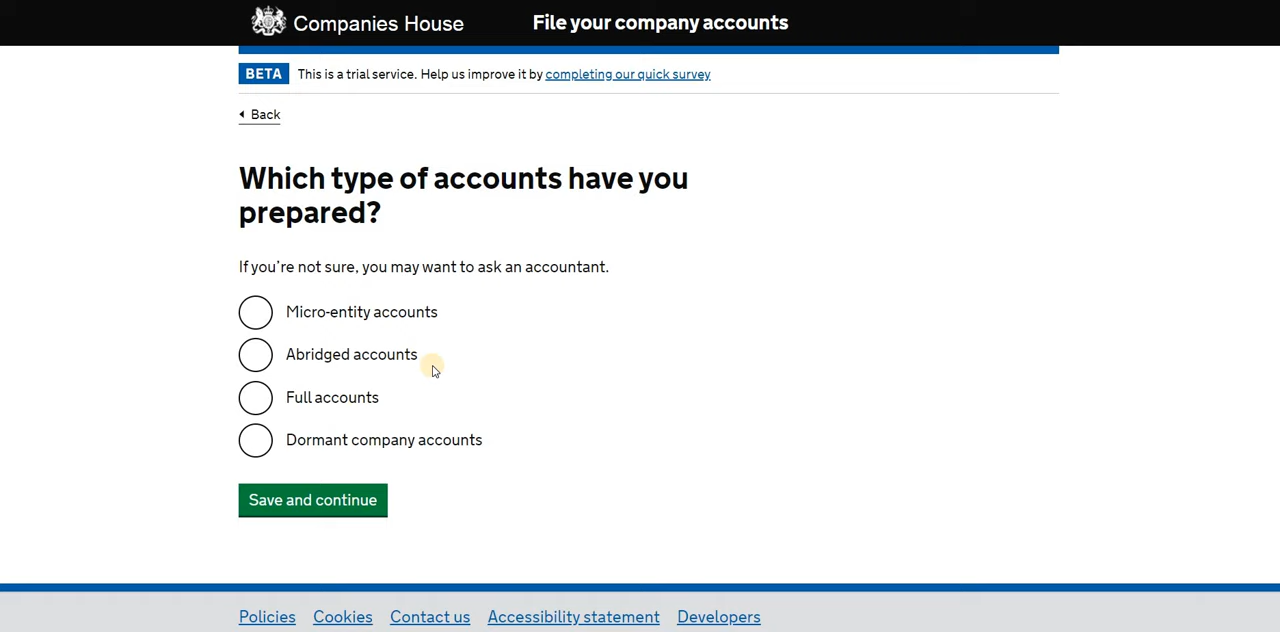 Companies House
File your company accounts
BETA This is a trial service. Help us improve it by completing our quick survey
Back
Which type of accounts have you
prepared?
If you're not sure, you may want to ask an accountant.
Micro-entity accounts
Abridged accounts
Full accounts
Dormant company accounts
Save and continue
Policies Cookies Contact us Accessibility statement Developers